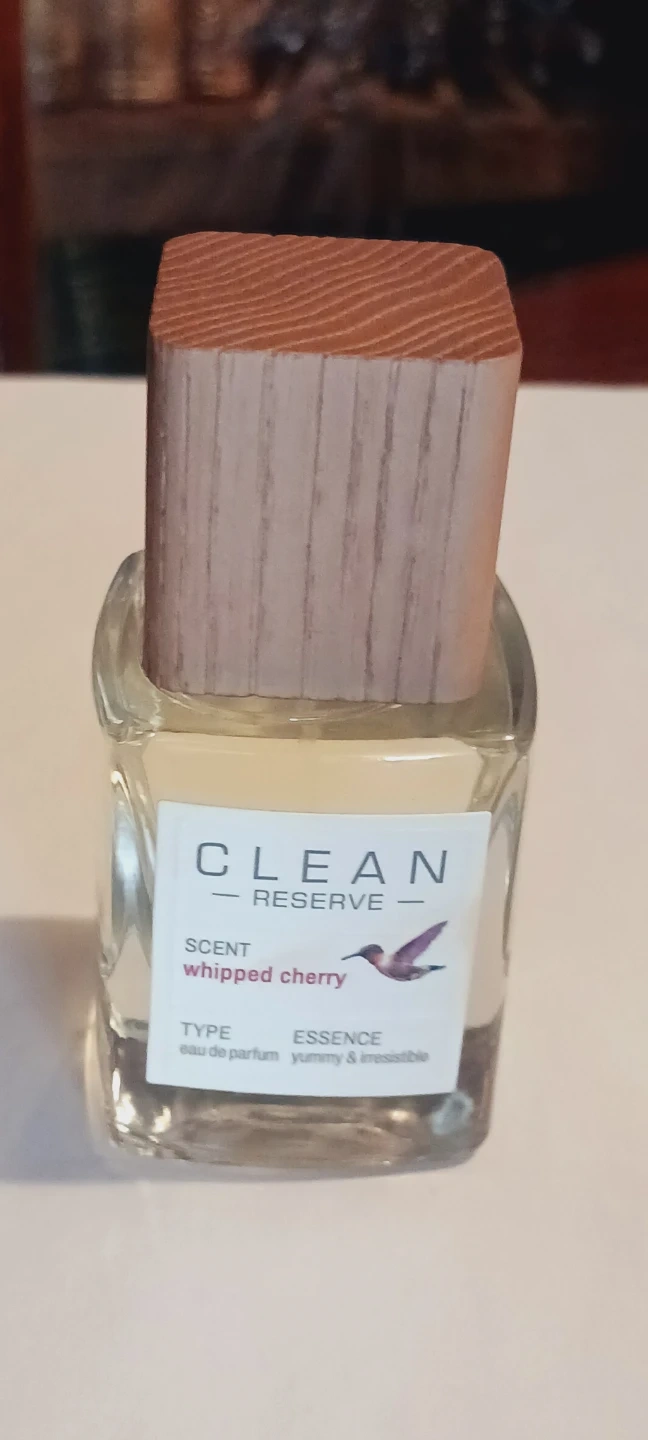 CLEAN
— RESERVE —
SCENT
whipped cherry
TYPE ESSENCE
eau de parfum yummy & irresistible